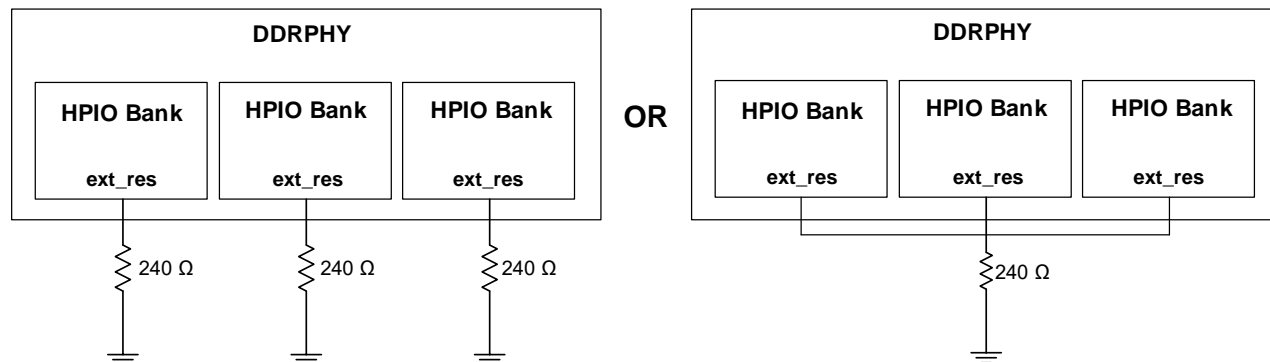 DDRPHY
HPIO Bank HPIO Bank HPIO Bank
ext_res ext_res ext_res
240 Ω 240 Ω 240 Ω
OR
DDRPHY
HPIO Bank HPIO Bank HPIO Bank
ext_res ext_res ext_res
240 Ω